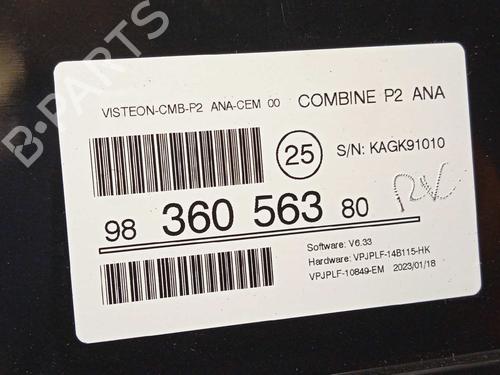 B-PARTS
VISTEON-CMB-P2 ANA-CEM 00 COMBINE P2 ANA
25 S/N: KAGK91010
98 360 563 80
Software: V6.33
Hardware: VPJPLF-14B115-HK
VPJPLF-10849-EM 2023/01/18